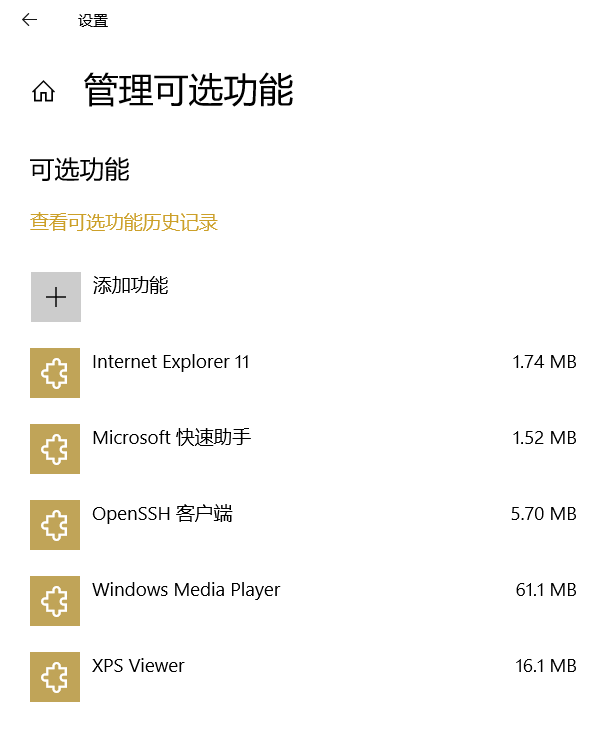 设置
管理可选功能
可选功能
查看可选功能历史记录
添加功能
Internet Explorer 11 1.74 MB
Microsoft 快速助手 1.52 MB
OpenSSH 客户端 5.70 MB
Windows Media Player 61.1 MB
XPS Viewer 16.1 MB